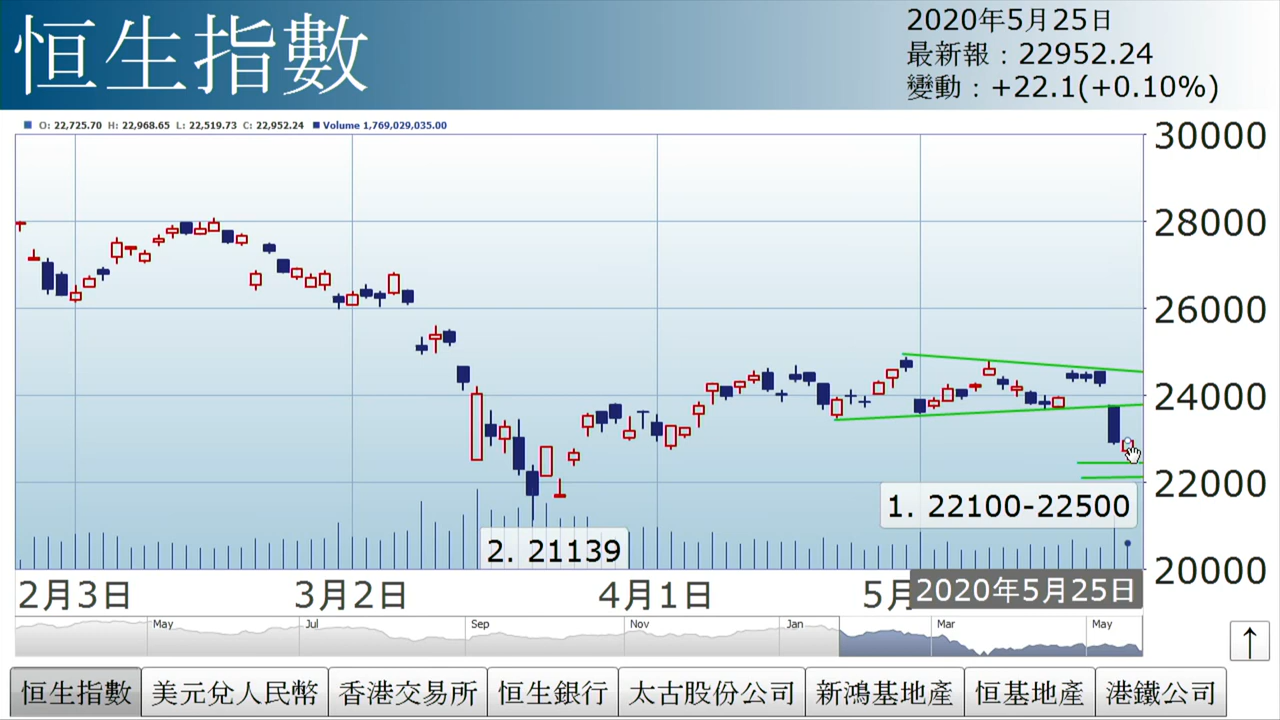 恒生指數
2020年5月25日
最新報：22952.24
變動：+22.1(+0.10%)
O: 22,725.70 H: 22,968.65 L: 22,519.73 C: 22,952.24 Volume 1,769,029,035.00
30000
28000
26000
24000
22000
20000
1. 22100-22500
2. 21139
2月3日 3月2日 4月1日 5月 2020年5月25日
May Jul Sep Nov Jan Mar May
↑
恒生指數 美元兌人民幣 香港交易所 恒生銀行 太古股份公司 新鴻基地產 恒基地產 港鐵公司